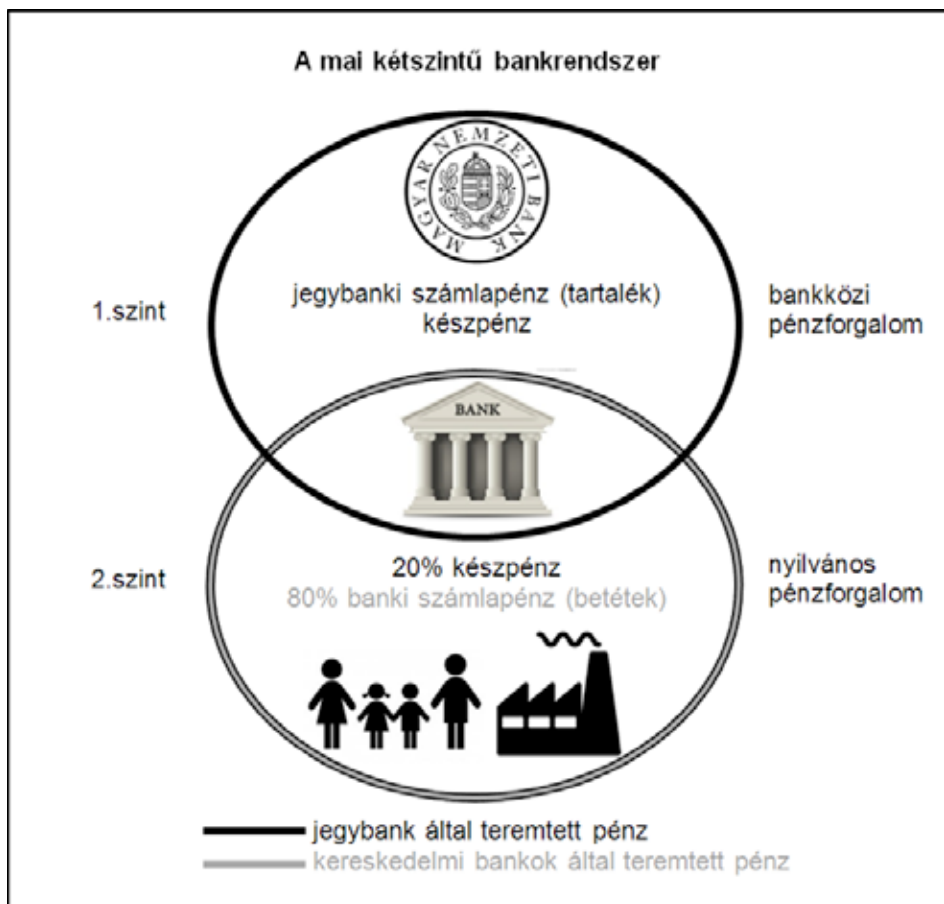 A mai kétszintű bankrendszer
MAGYAR NEMZETI BANK
1.szint
jegybanki számlapénz (tartalék)
készpénz
bankközi
pénzforgalom
BANK
2.szint
20% készpénz
80% banki számlapénz (betétek)
nyilvános
pénzforgalom
jegybank által teremtett pénz
kereskedelmi bankok által teremtett pénz